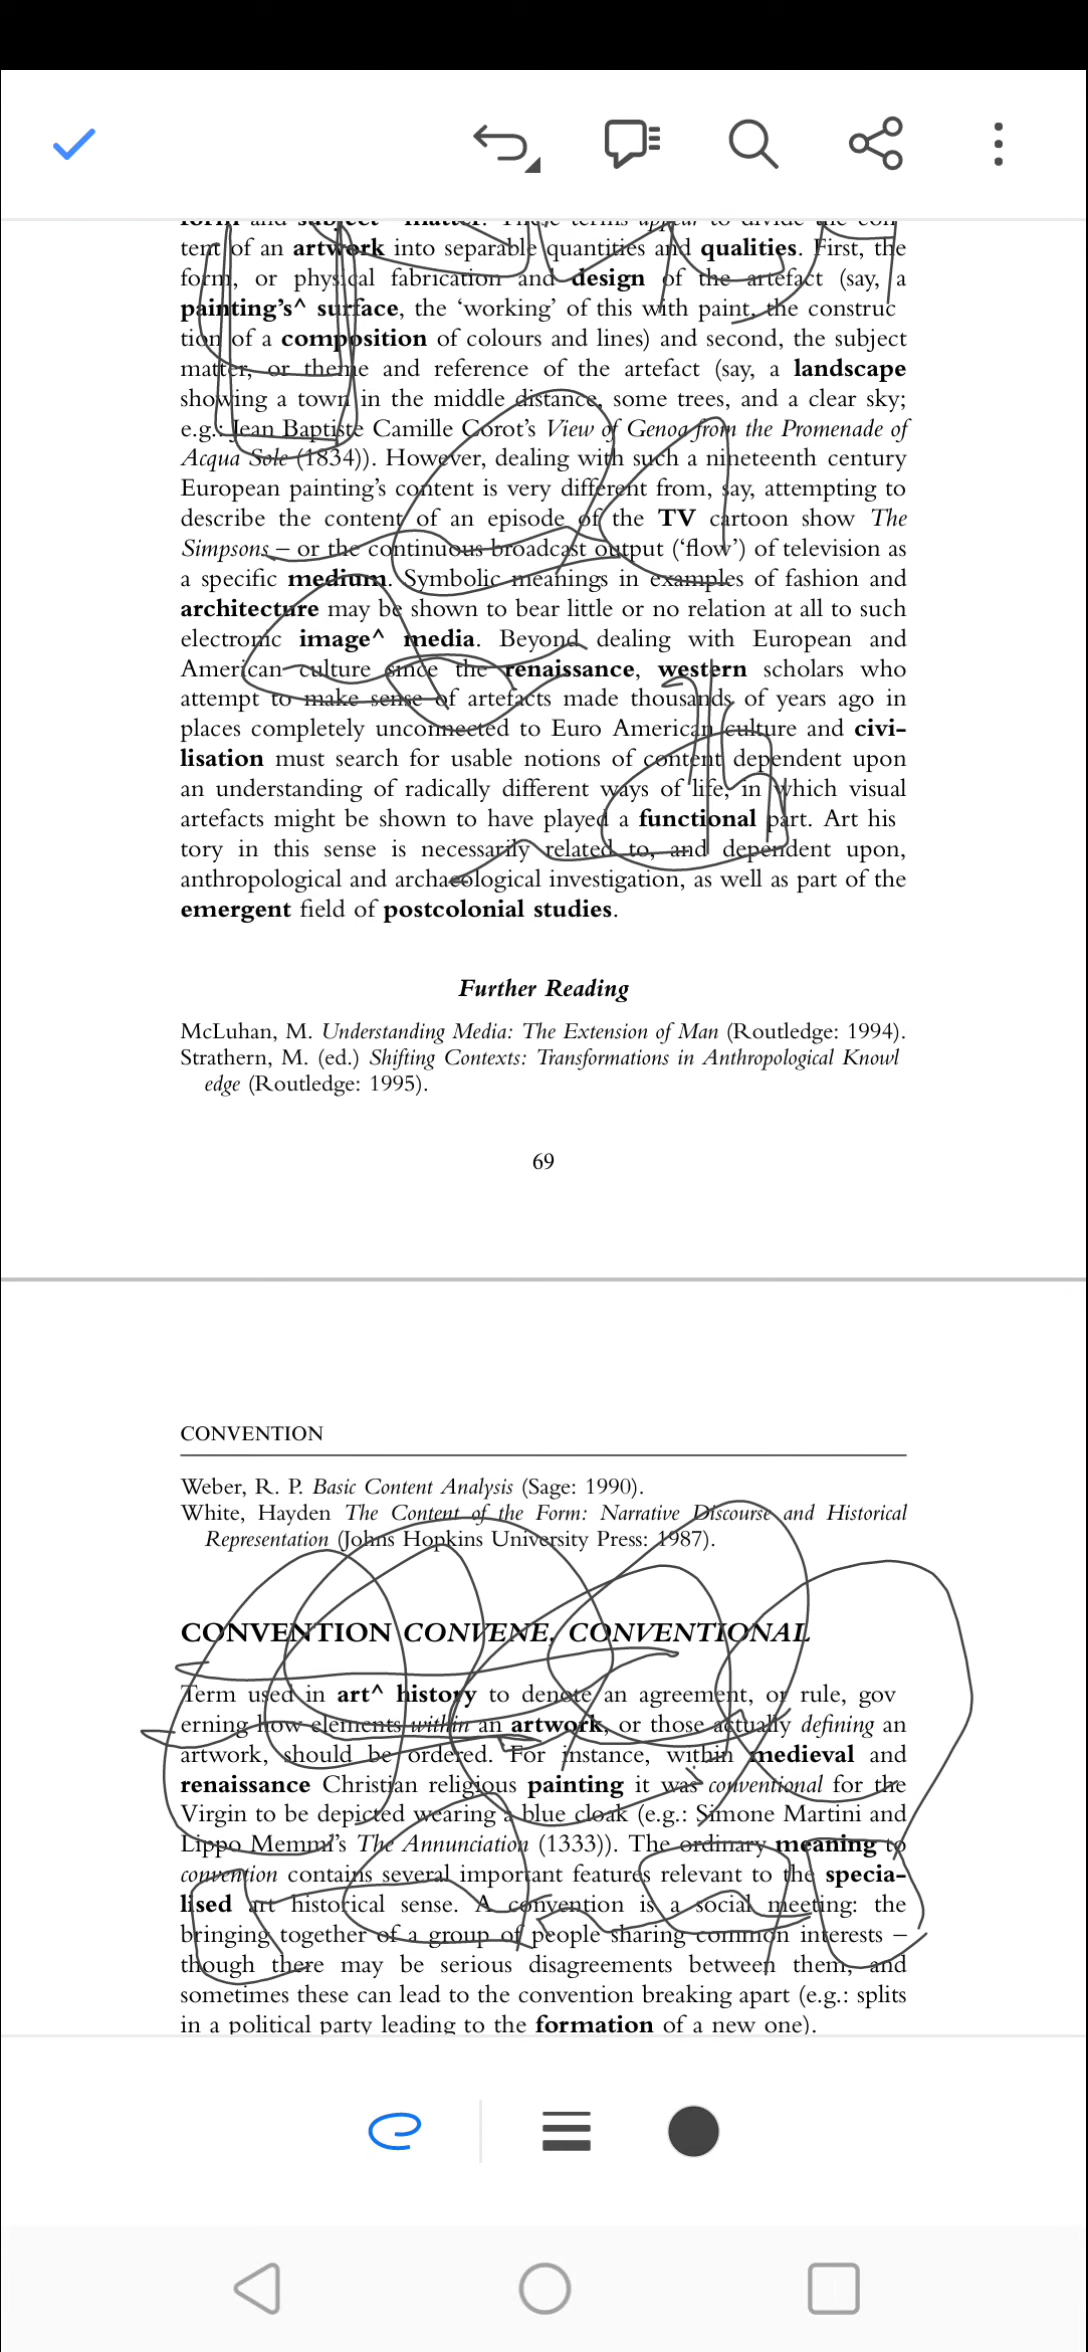 form and subject matter. These terms appear to divide the con
tent of an artwork into separable quantities and qualities. First, the
form, or physical fabrication and design of the artefact (say, a
painting's^ surface, the 'working' of this with paint, the construc
tion of a composition of colours and lines) and second, the subject
matter, or theme and reference of the artefact (say, a landscape
showing a town in the middle distance, some trees, and a clear sky;
e.g.: Jean Baptiste Camille Corot's View of Genoa from the Promenade of
Acqua Sole (1834)). However, dealing with such a nineteenth century
European painting's content is very different from, say, attempting to
describe the content of an episode of the TV cartoon show The
Simpsons – or the continuous broadcast output ('flow') of television as
a specific medium. Symbolic meanings in examples of fashion and
architecture may be shown to bear little or no relation at all to such
electronic image^ media. Beyond dealing with European and
American culture since the renaissance, western scholars who
attempt to make sense of artefacts made thousands of years ago in
places completely unconnected to Euro American culture and civi-
lisation must search for usable notions of content dependent upon
an understanding of radically different ways of life, in which visual
artefacts might be shown to have played a functional part. Art his
tory in this sense is necessarily related to, and dependent upon,
anthropological and archaeological investigation, as well as part of the
emergent field of postcolonial studies.
Further Reading
McLuhan, M. Understanding Media: The Extension of Man (Routledge: 1994).
Strathern, M. (ed.) Shifting Contexts: Transformations in Anthropological Knowl
edge (Routledge: 1995).
69
CONVENTION
Weber, R. P. Basic Content Analysis (Sage: 1990).
White, Hayden The Content of the Form: Narrative Discourse and Historical
Representation (Johns Hopkins University Press: 1987).
CONVENTION CONVENE, CONVENTIONAL
Term used in art^ history to denote an agreement, or rule, gov
erning how elements within an artwork, or those actually defining an
artwork, should be ordered. For instance, within medieval and
renaissance Christian religious painting it was conventional for the
Virgin to be depicted wearing a blue cloak (e.g.: Simone Martini and
Lippo Memmi's The Annunciation (1333)). The ordinary meaning to
convention contains several important features relevant to the specia-
lised art historical sense. A convention is a social meeting: the
bringing together of a group of people sharing common interests –
though there may be serious disagreements between them, and
sometimes these can lead to the convention breaking apart (e.g.: splits
in a political party leading to the formation of a new one).